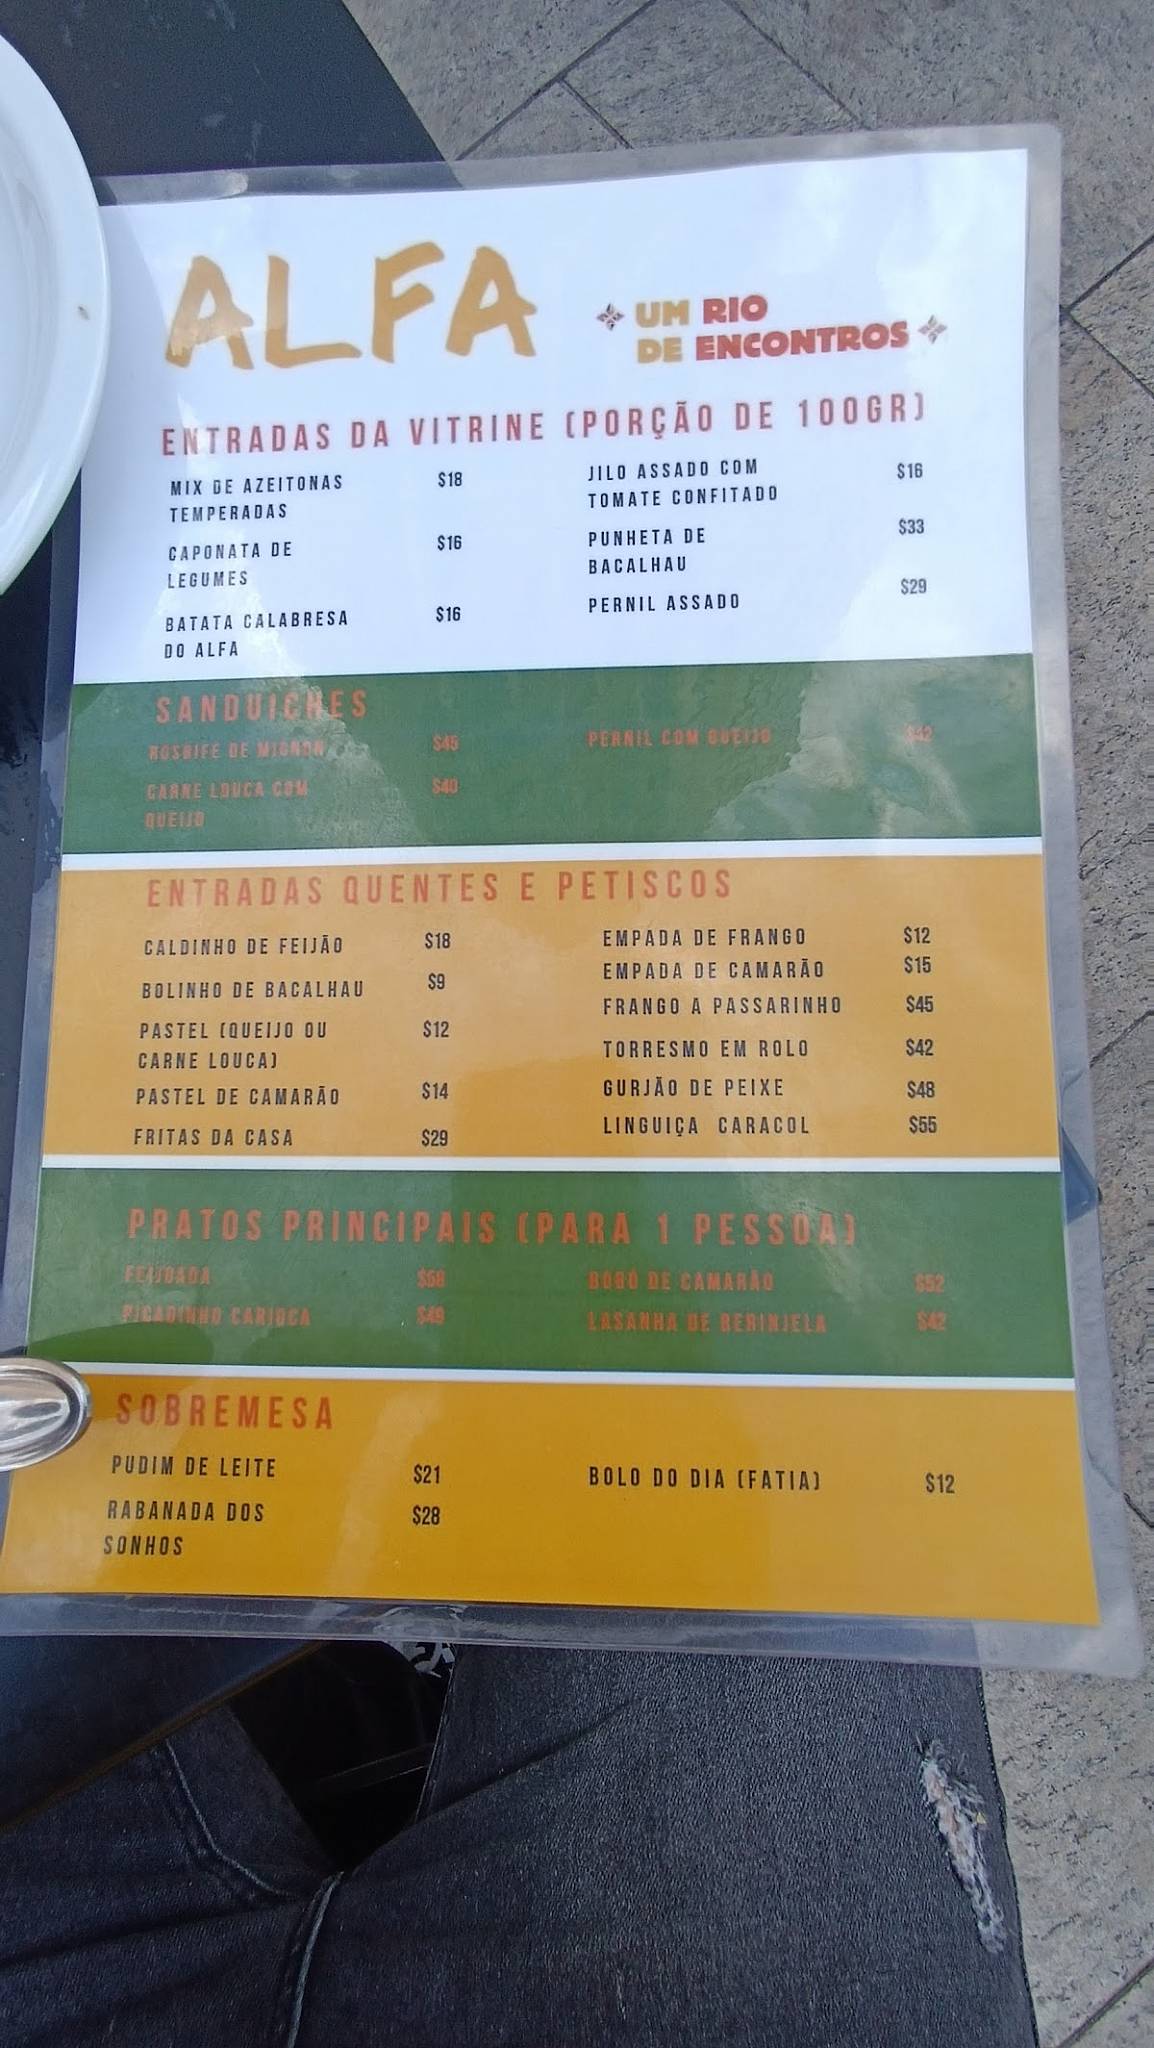 ALFA
UM RIO
DE ENCONTROS
ENTRADAS DA VITRINE (PORÇÃO DE 100GR)
MIX DE AZEITONAS $18
TEMPERADAS
CAPONATA DE $16
LEGUMES
BATATA CALABRESA $16
DO ALFA
JILO ASSADO COM $16
TOMATE CONFITADO
PUNHETA DE $33
BACALHAU
PERNIL ASSADO $29
SANDUICHES
ROSBIFE DE MIGNON $45
CARNE LOUCA COM $40
QUEIJO
PERNIL COM QUEIJO $42
ENTRADAS QUENTES E PETISCOS
CALDINHO DE FEIJÃO $18
BOLINHO DE BACALHAU $9
PASTEL (QUEIJO OU $12
CARNE LOUCA)
PASTEL DE CAMARÃO $14
FRITAS DA CASA $29
EMPADA DE FRANGO $12
EMPADA DE CAMARÃO $15
FRANGO A PASSARINHO $45
TORRESMO EM ROLO $42
GURJÃO DE PEIXE $48
LINGUIÇA CARACOL $55
PRATOS PRINCIPAIS (PARA 1 PESSOA)
FEIJOADA
PICADINHO CARIOCA $49
BOBÓ DE CAMARÃO $52
LASANHA DE BERINJELA $42
SOBREMESA
PUDIM DE LEITE $21
RABANADA DOS $28
SONHOS
BOLO DO DIA (FATIA) $12